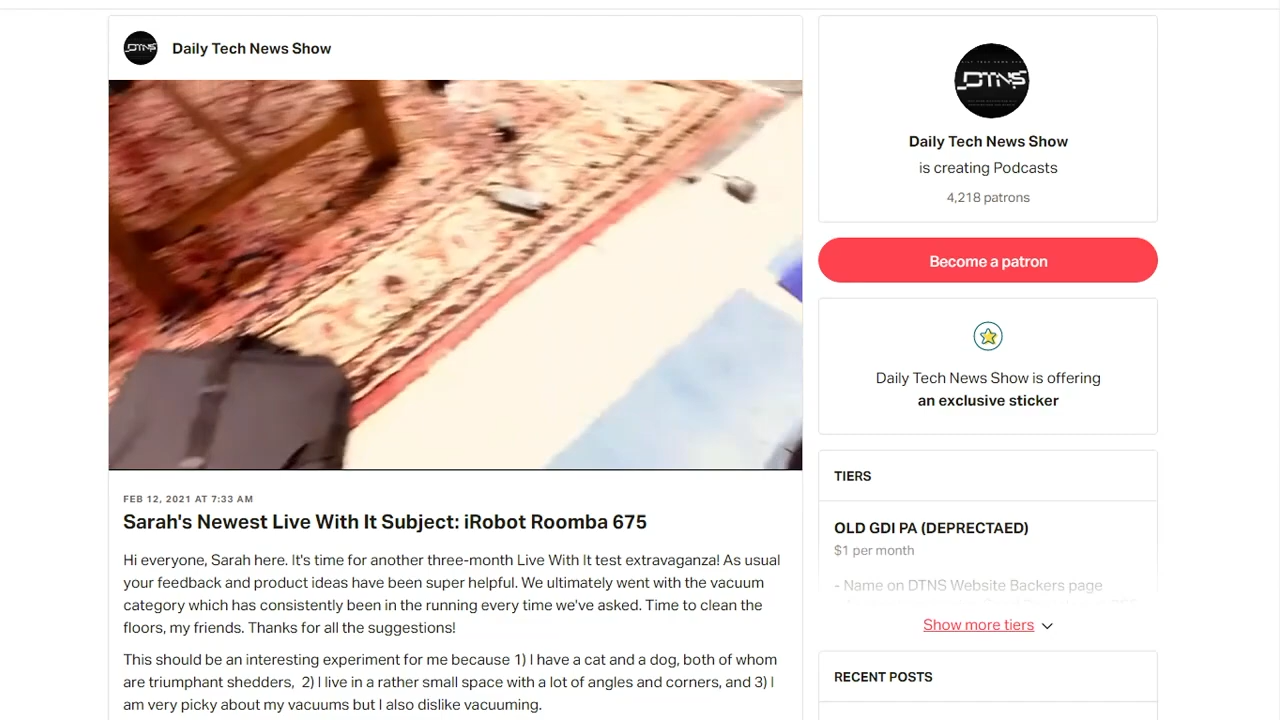 DTNS
Daily Tech News Show
FEB 12, 2021 AT 7:33 AM
Sarah's Newest Live With It Subject: iRobot Roomba 675
Hi everyone, Sarah here. It's time for another three-month Live With It test extravaganza! As usual
your feedback and product ideas have been super helpful. We ultimately went with the vacuum
category which has consistently been in the running every time we've asked. Time to clean the
floors, my friends. Thanks for all the suggestions!
This should be an interesting experiment for me because 1) I have a cat and a dog, both of whom
are triumphant shedders,  2) I live in a rather small space with a lot of angles and corners, and 3) I
am very picky about my vacuums but I also dislike vacuuming.
DTNS
Daily Tech News Show
is creating Podcasts
4,218 patrons
Become a patron
Daily Tech News Show is offering
an exclusive sticker
TIERS
OLD GDI PA (DEPRECTAED)
$1 per month
- Name on DTNS Website Backers page
Show more tiers
RECENT POSTS